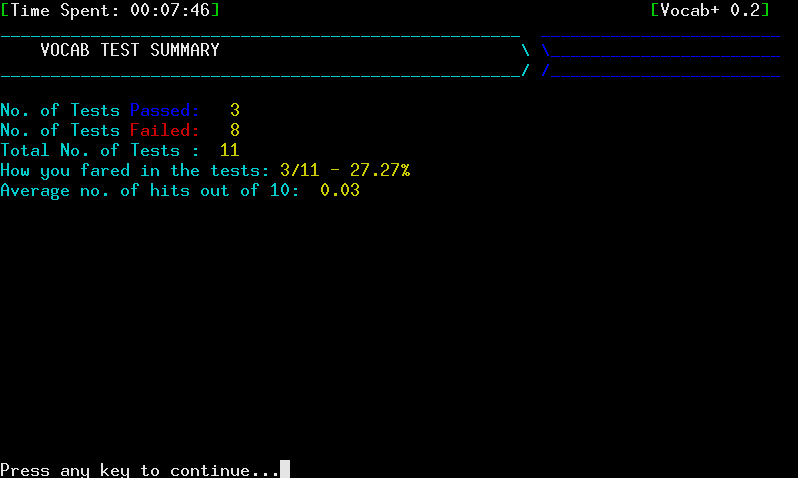 [Time Spent: 00:07:46] [Vocab+ 0.2]
VOCAB TEST SUMMARY
No. of Tests Passed: 3
No. of Tests Failed: 8
Total No. of Tests : 11
How you fared in the tests: 3/11 - 27.27%
Average no. of hits out of 10: 0.03
Press any key to continue...